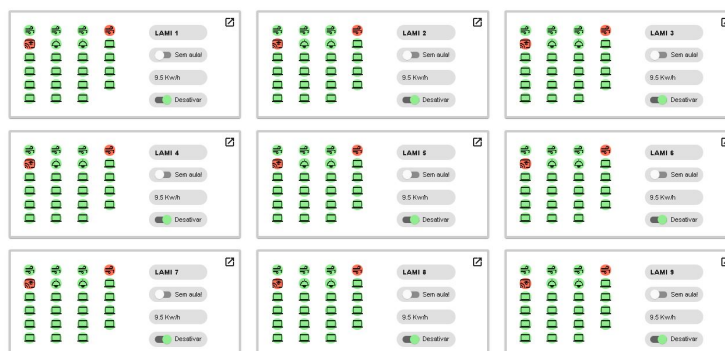 LAMI 1
Sem aula!
9.5 Kw/h
Desativar
LAMI 2
Sem aula!
9.5 Kw/h
Desativar
LAMI 3
Sem aula!
9.5 Kw/h
Desativar
LAMI 4
Sem aula!
9.5 Kw/h
Desativar
LAMI 5
Sem aula!
9.5 Kw/h
Desativar
LAMI 6
Sem aula!
9.5 Kw/h
Desativar
LAMI 7
Sem aula!
9.5 Kw/h
Desativar
LAMI 8
Sem aula!
9.5 Kw/h
Desativar
LAMI 9
Sem aula!
9.5 Kw/h
Desativar